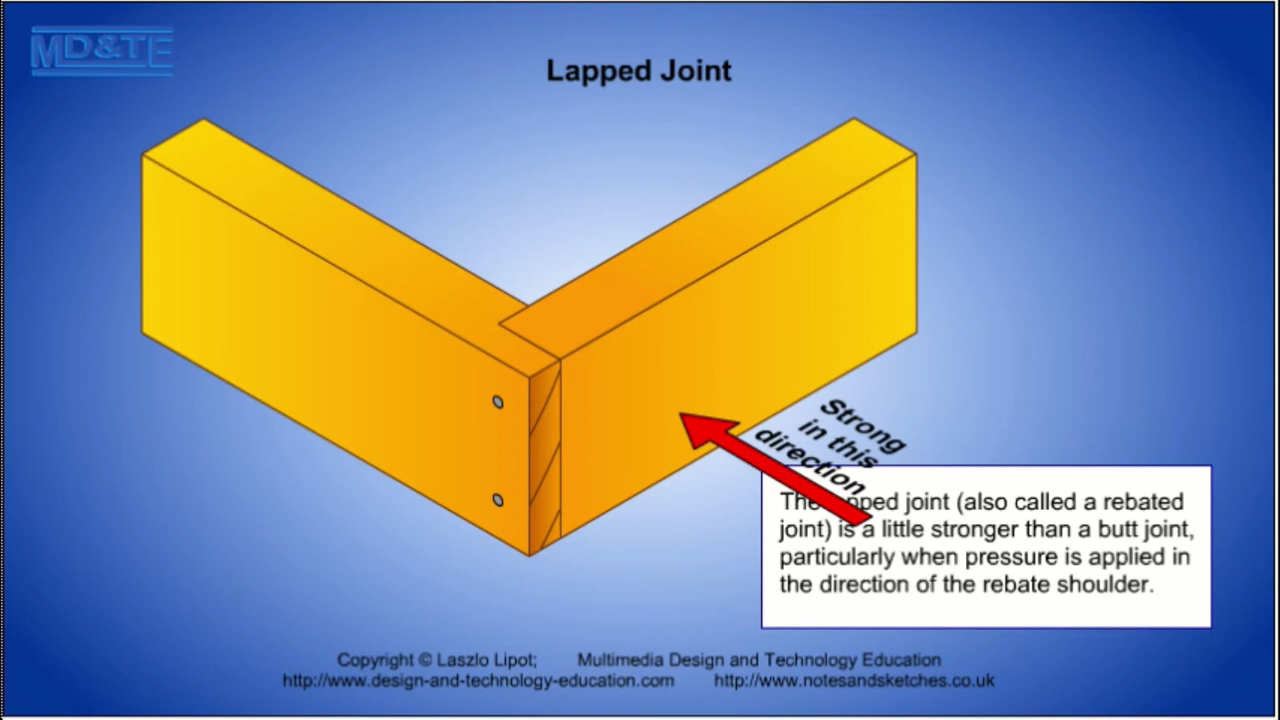 MD&TE
Lapped Joint
Strong
in this
direction
The lapped joint (also called a rebated
joint) is a little stronger than a butt joint,
particularly when pressure is applied in
the direction of the rebate shoulder.
Copyright © Laszlo Lipot; Multimedia Design and Technology Education
http://www.design-and-technology-education.com http://www.notesandsketches.co.uk